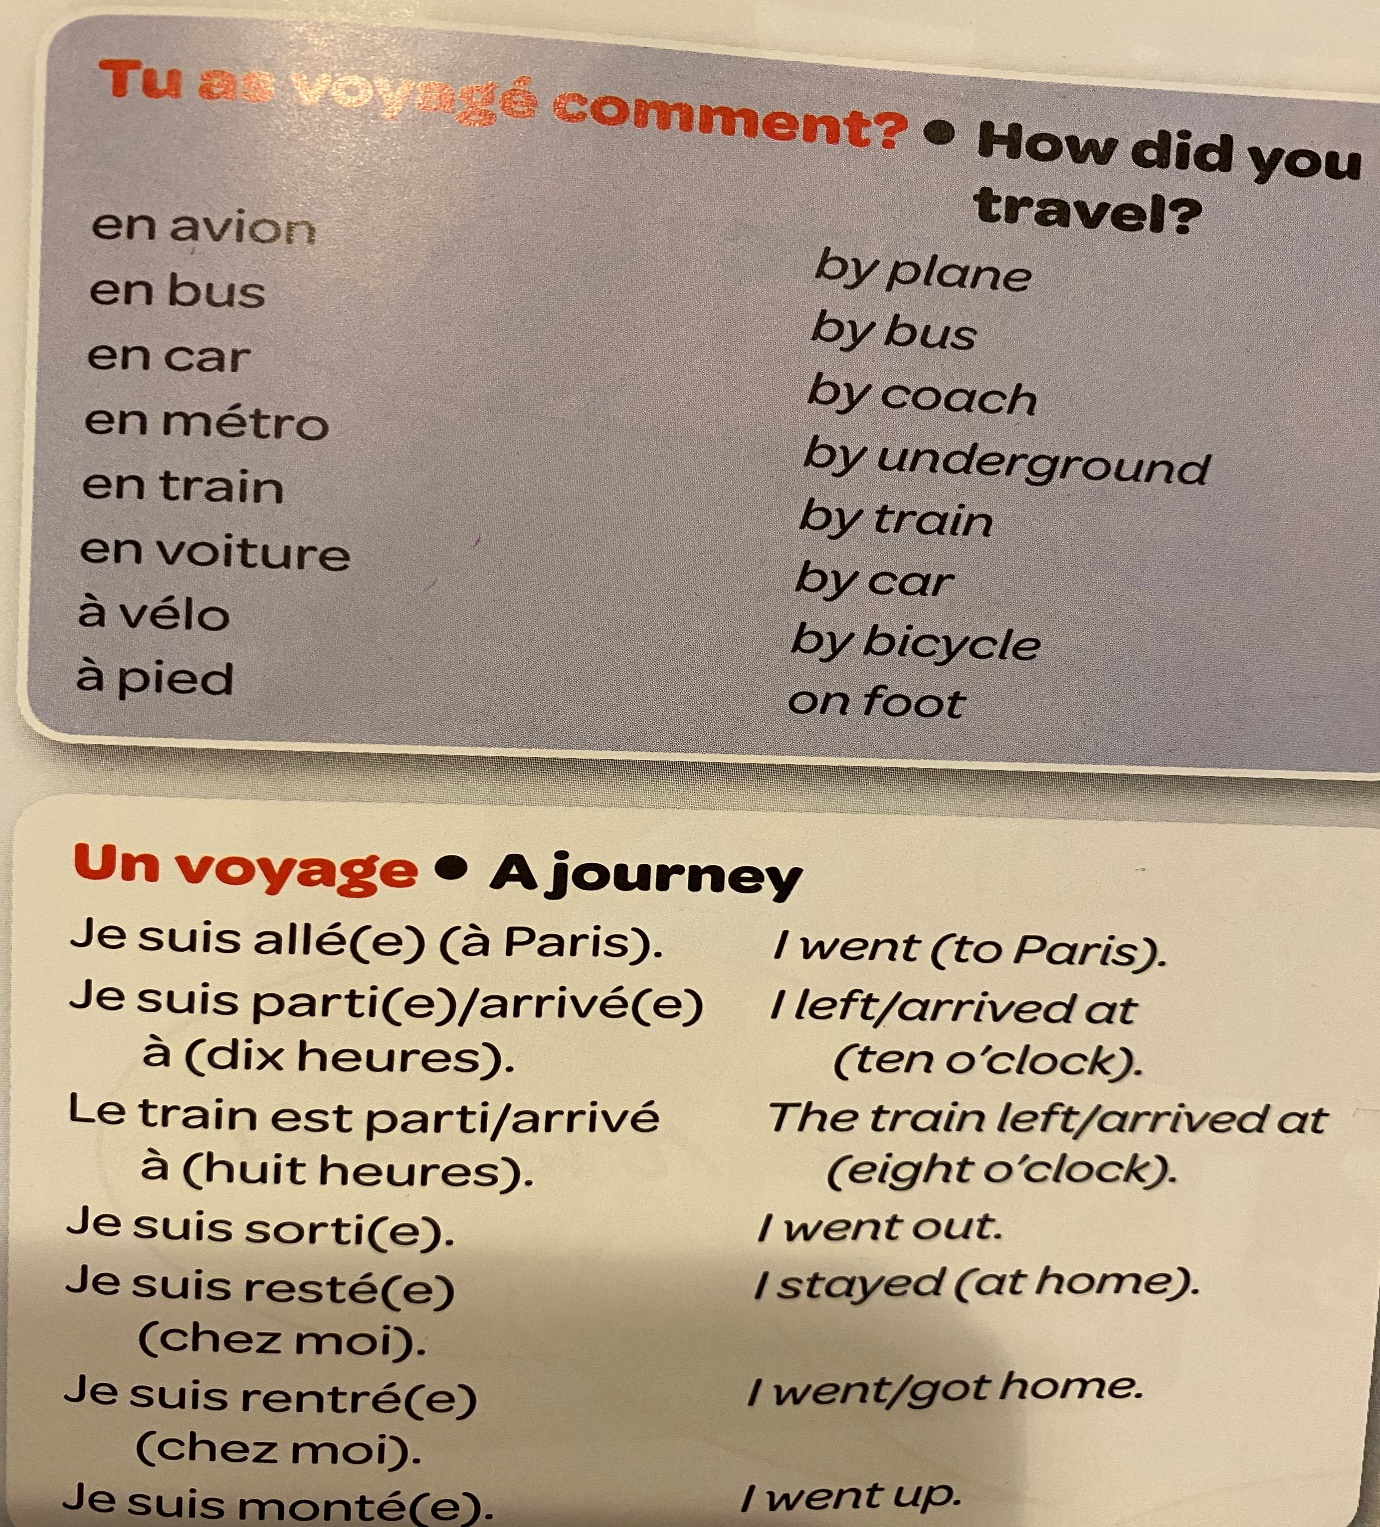 Tu as voyagé comment? • How did you
travel?
en avion by plane
en bus by bus
en car by coach
en métro by underground
en train by train
en voiture by car
à vélo by bicycle
à pied on foot
Un voyage • A journey
Je suis allé(e) (à Paris). I went (to Paris).
Je suis parti(e)/arrivé(e) I left/arrived at
à (dix heures). (ten o’clock).
Le train est parti/arrivé The train left/arrived at
à (huit heures). (eight o’clock).
Je suis sorti(e). I went out.
Je suis resté(e) I stayed (at home).
(chez moi).
Je suis rentré(e) I went/got home.
(chez moi).
Je suis monté(e). I went up.